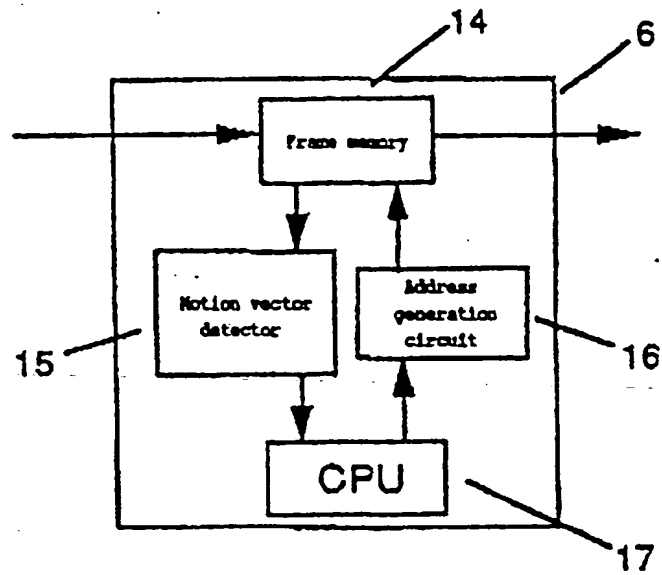 14
6
Frame memory
Motion vector
detector
Address
generation
circuit
15
16
CPU
17